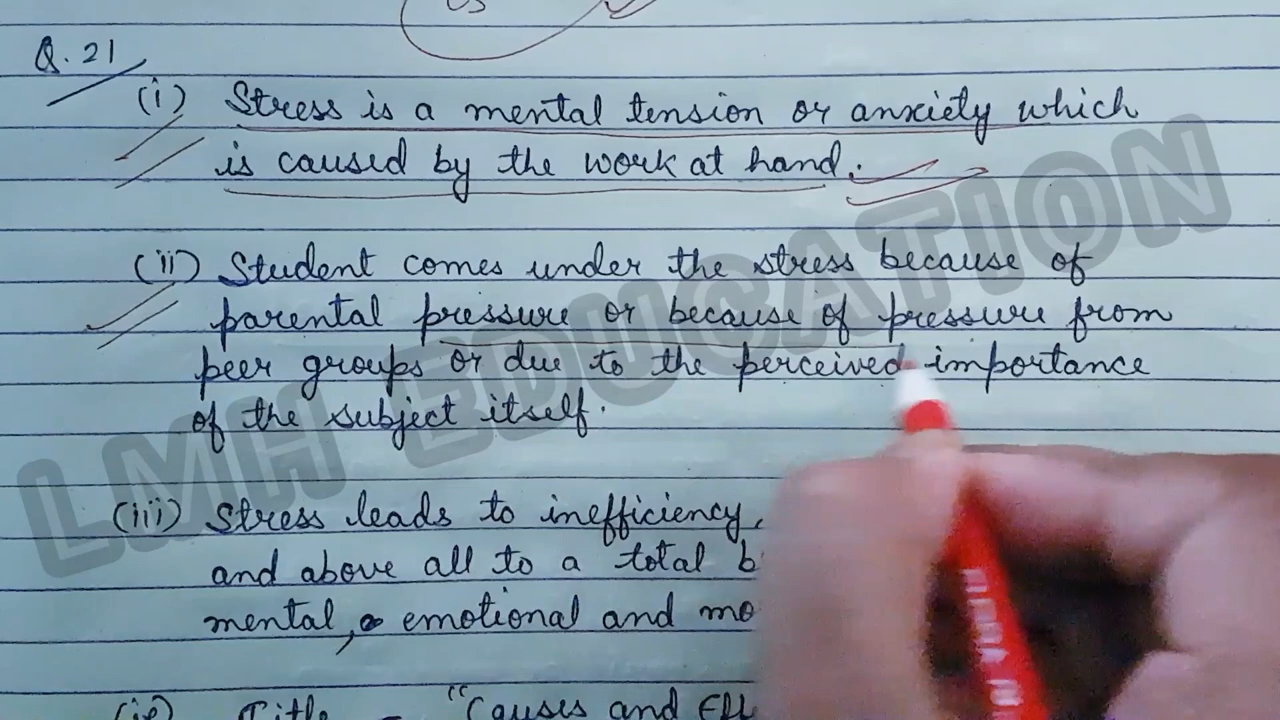 Q.21
(i) Stress is a mental tension or anxiety which
is caused by the work at hand.
(ii) Student comes under the stress because of
parental pressure or because of pressure from
peer groups or due to the perceived importance
of the subject itself.
(iii) Stress leads to inefficiency,
and above all to a total
mental, emotional and
(iv) Title - "Causes and
LMH EDUCATION